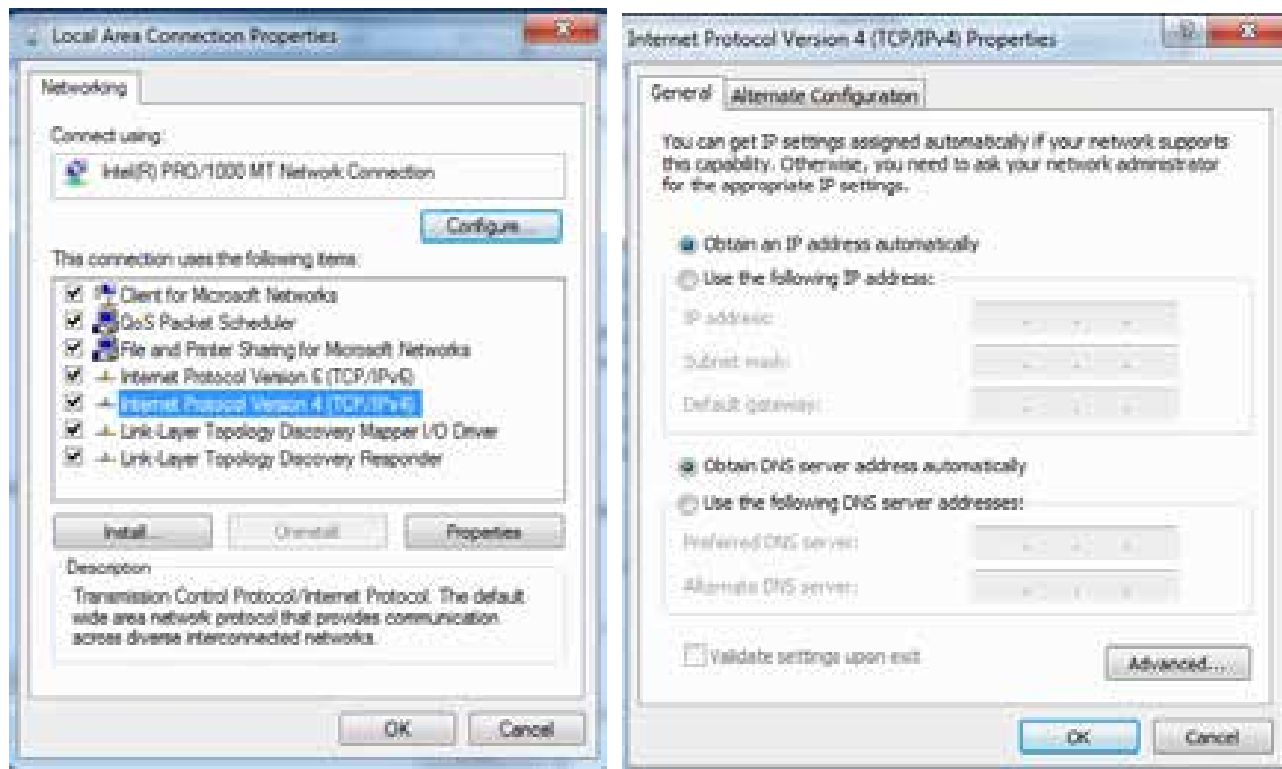 Local Area Connection Properties
Networking
Connect using:
Intel(R) PRO/1000 MT Network Connection
Configure...
This connection uses the following items:
Client for Microsoft Networks
QoS Packet Scheduler
File and Printer Sharing for Microsoft Networks
Internet Protocol Version 6 (TCP/IPv6)
Internet Protocol Version 4 (TCP/IPv4)
Link-Layer Topology Discovery Mapper I/O Driver
Link-Layer Topology Discovery Responder
Install...
Uninstall
Properties
Description
Transmission Control Protocol/Internet Protocol. The default
wide area network protocol that provides communication
across diverse interconnected networks.
OK
Cancel
Internet Protocol Version 4 (TCP/IPv4) Properties
General
Alternate Configuration
You can get IP settings assigned automatically if your network supports
this capability. Otherwise, you need to ask your network administrator
for the appropriate IP settings.
Obtain an IP address automatically
Use the following IP address:
IP address:
Subnet mask:
Default gateway:
Obtain DNS server address automatically
Use the following DNS server addresses:
Preferred DNS server:
Alternate DNS server:
Validate settings upon exit
Advanced...
OK
Cancel